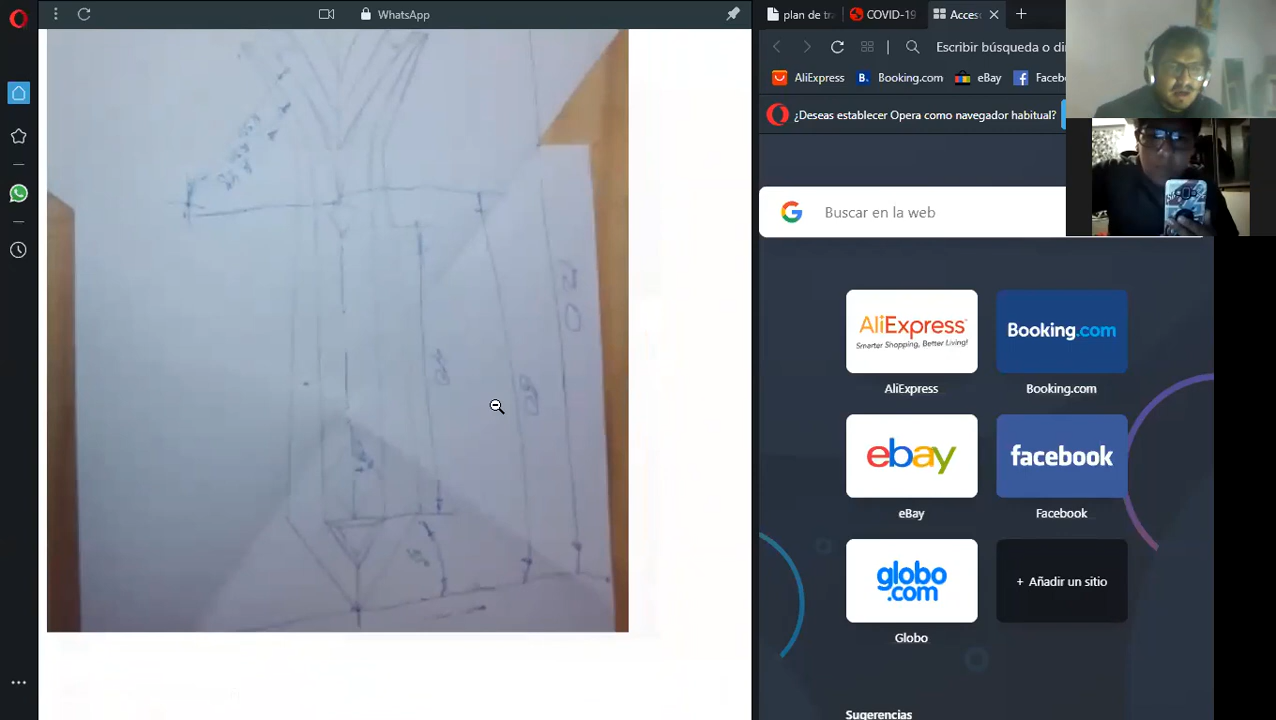 WhatsApp
plan de tra
COVID-19
Acces
Escribir búsqueda o di
AliExpress
B.
Booking.com
eBay
Facebo
¿Deseas establecer Opera como navegador habitual?
Buscar en la web
AliExpress
Smarter Shopping, Better Living!
AliExpress
Booking.com
Booking.com
ebay
eBay
facebook
Facebook
globo
.com
Globo
+ Añadir un sitio
Sugerencias